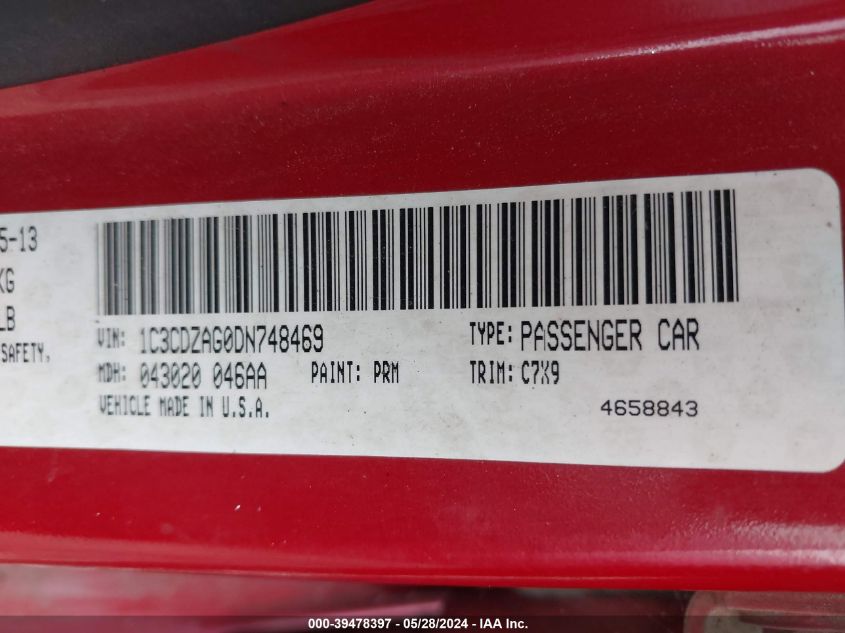 5-13
KG
LB
SAFETY,
VIN: 1C3CDZAG0DN748469 TYPE: PASSENGER CAR
MDH: 043020 046AA PAINT: PRM TRIM: C7X9
VEHICLE MADE IN U.S.A. 4658843
000-39478397 - 05/28/2024 - IAA Inc.